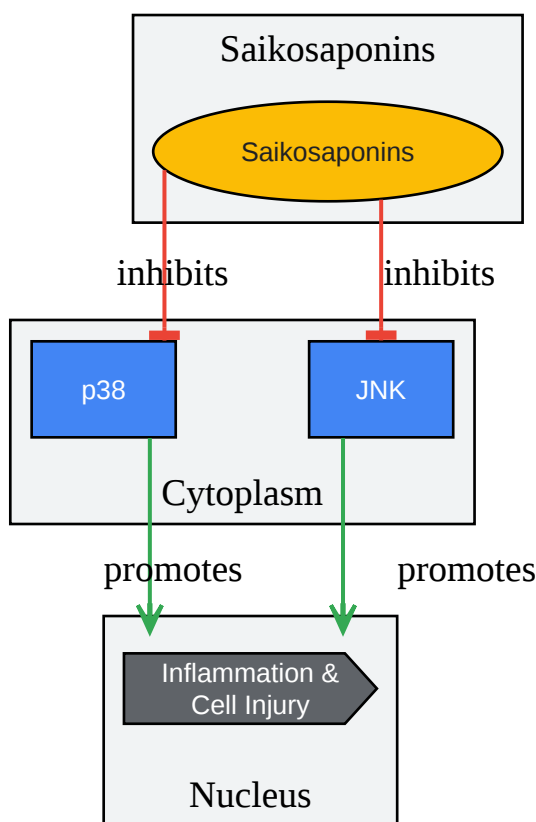 Saikosaponins
Saikosaponins
inhibits
inhibits
p38
JNK
Cytoplasm
promotes
promotes
Inflammation &
Cell Injury
Nucleus